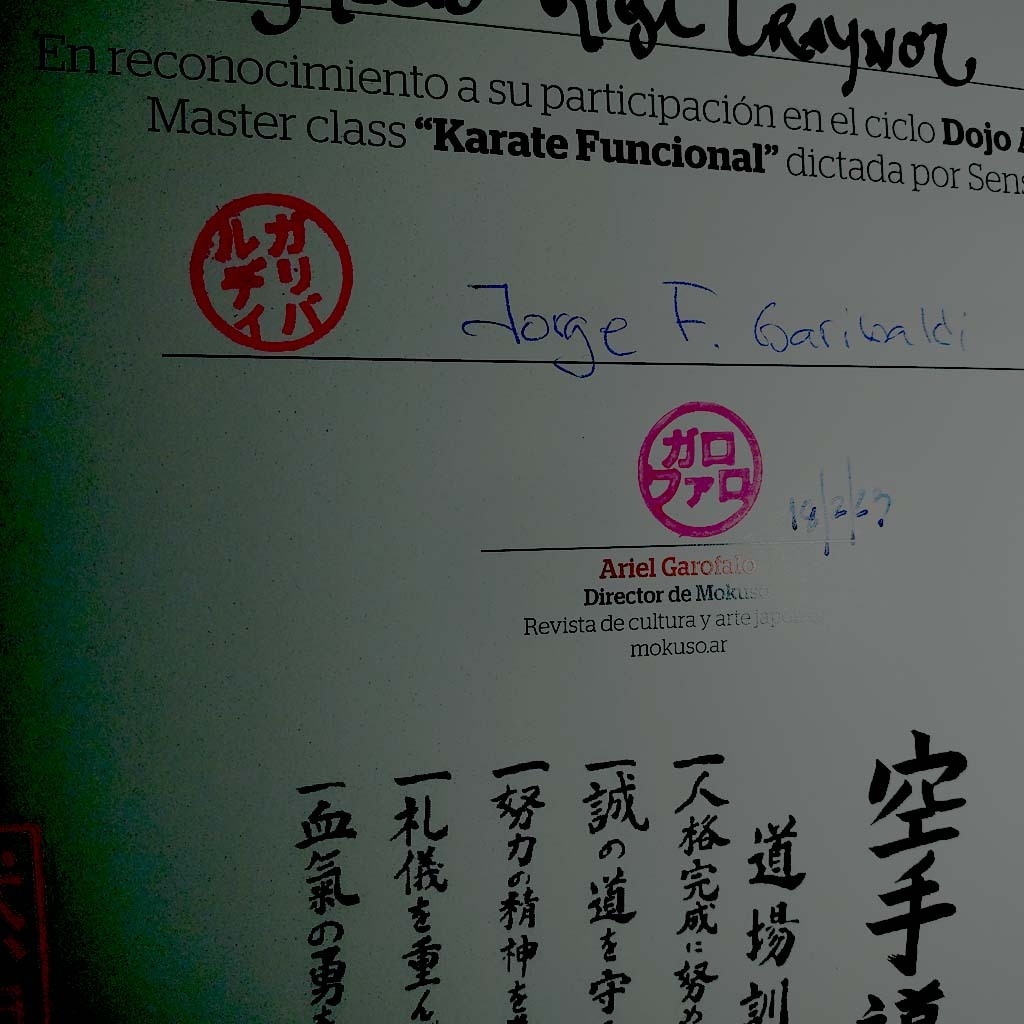 En reconocimiento a su participación en el ciclo Dojo
Master class “Karate Funcional” dictada por
ガリバ
ルディ
Jorge F. Garibaldi
ガロ
ファロ
Ariel Garofalo
Director de Mokuso
Revista de cultura y arte
mokuso.ar
空手道
道場訓
一人格完成に努め
一誠の道を守
一努力の精神を
一礼儀を重ん
一血氣の勇を